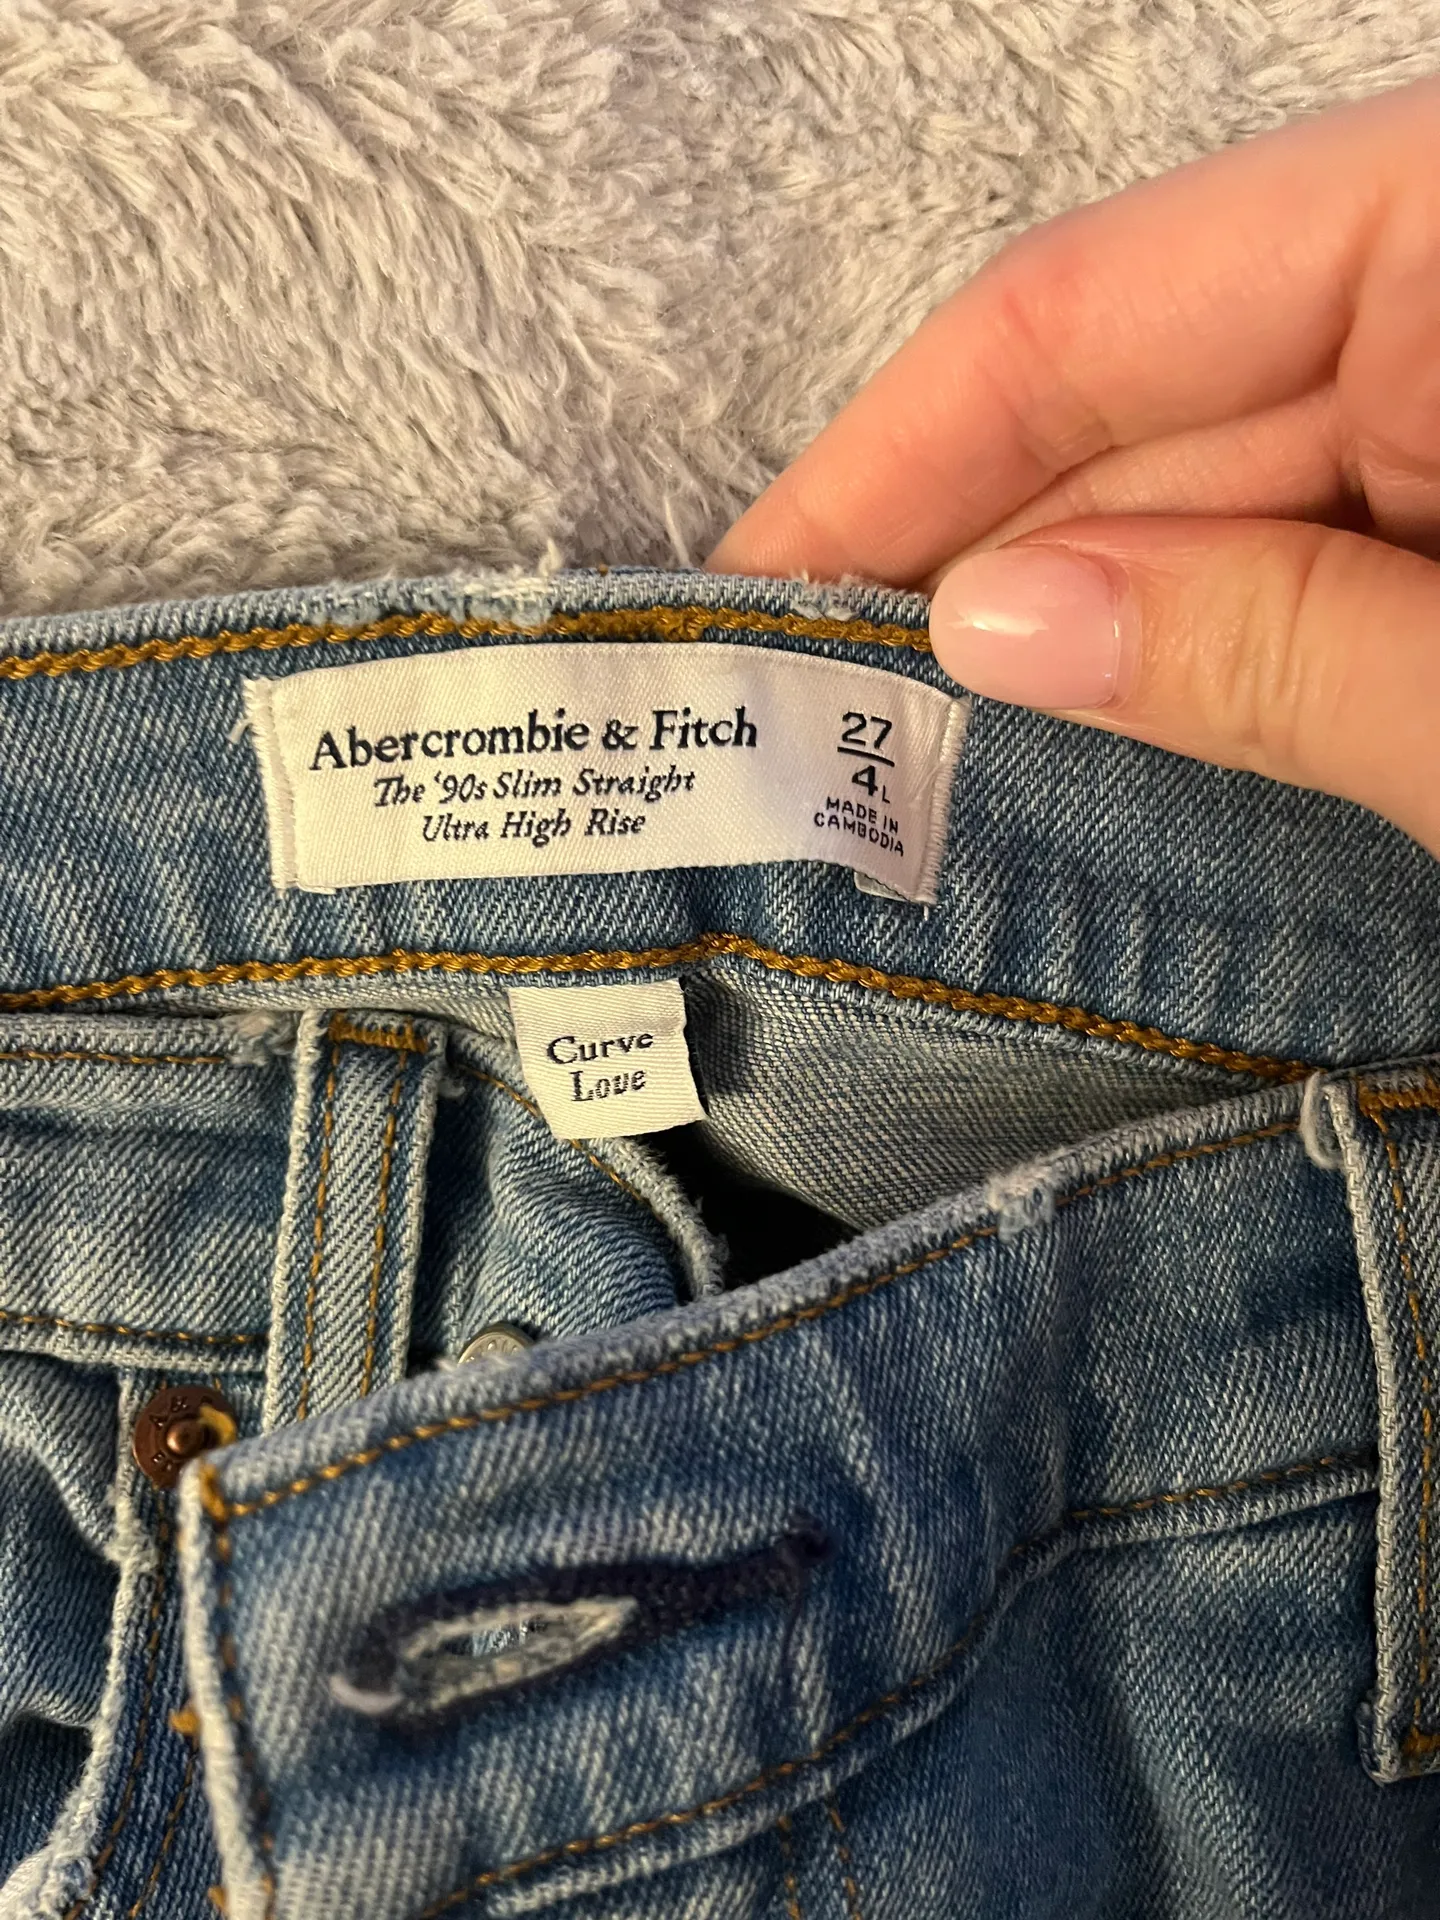 Abercrombie & Fitch
The '90s Slim Straight
Ultra High Rise
27
4L
MADE IN
CAMBODIA
Curve
Love